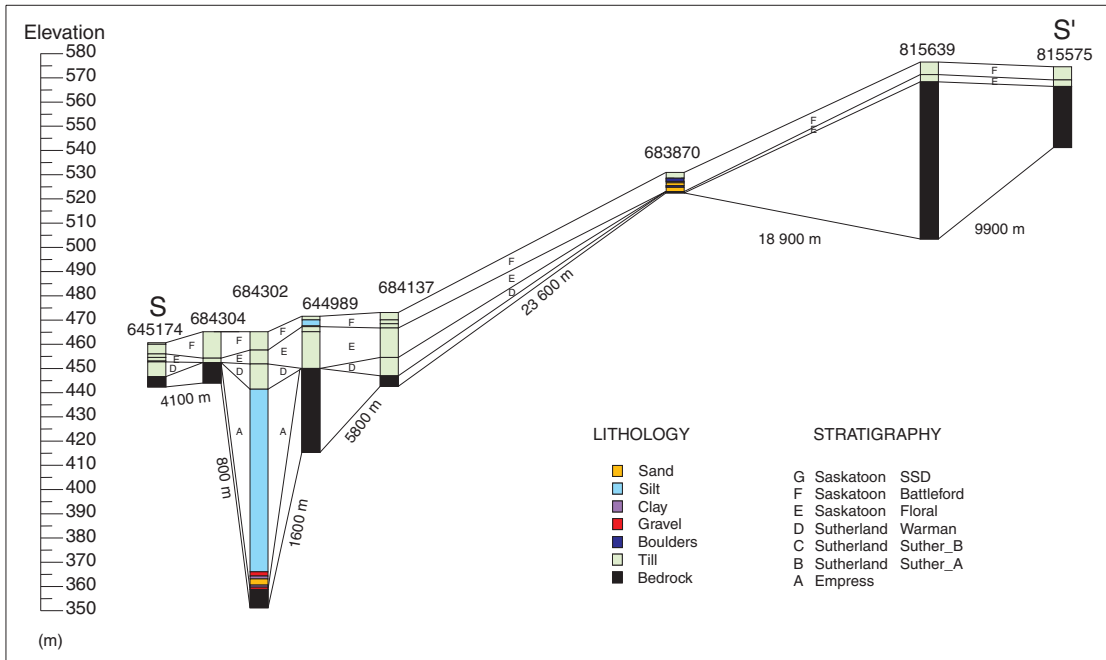 Elevation
580
570
560
550
540
530
520
510
500
490
480
470
460
450
440
430
420
410
400
390
380
370
360
350
(m)
S
S'
645174
684304
684302
644989
684137
683870
815639
815575
F
F
F
F
F
F
F
E
E
E
E
E
E
E
D
D
D
D
D
A
A
4100 m
800 m
1600 m
5800 m
23 600 m
18 900 m
9900 m
LITHOLOGY
Sand
Silt
Clay
Gravel
Boulders
Till
Bedrock
STRATIGRAPHY
G Saskatoon SSD
F Saskatoon Battleford
E Saskatoon Floral
D Sutherland Warman
C Sutherland Suther_B
B Sutherland Suther_A
A Empress